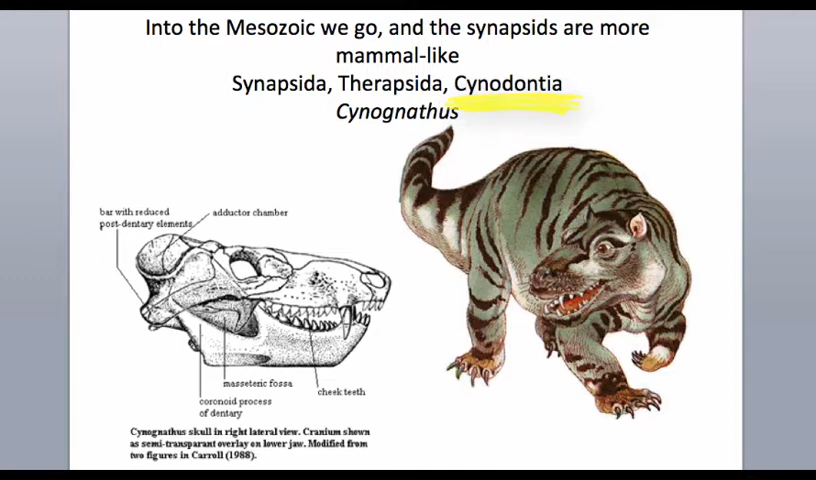 Into the Mesozoic we go, and the synapsids are more
mammal-like
Synapsida, Therapsida, Cynodontia
Cynognathus
bar with reduced
post-dentary elements
adductor chamber
masseteric fossa
cheek teeth
coronoid process
of dentary
Cynognathus skull in right lateral view. Cranium shown
as semi-transparant overlay on lower jaw. Modified from
two figures in Carroll (1988).